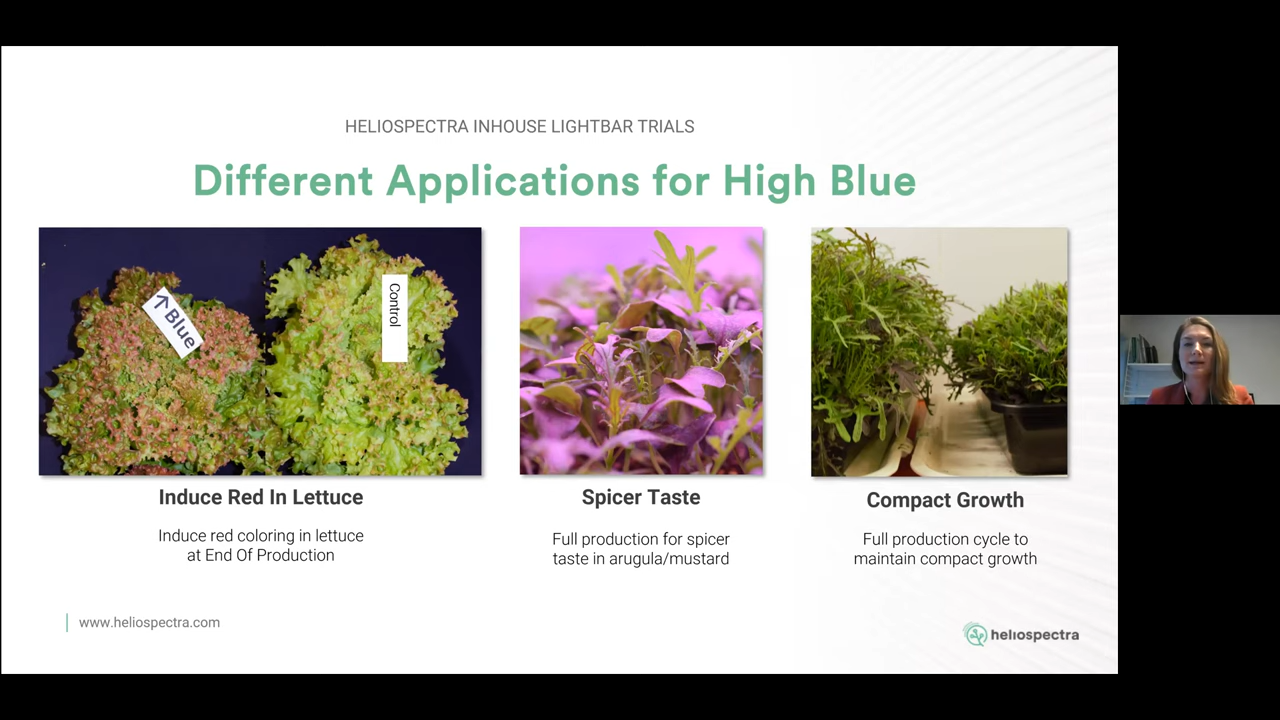 HELIOSPECTRA INHOUSE LIGHTBAR TRIALS
Different Applications for High Blue
↑Blue
Control
Induce Red In Lettuce
Induce red coloring in lettuce
at End Of Production
Spicer Taste
Full production for spicer
taste in arugula/mustard
Compact Growth
Full production cycle to
maintain compact growth
www.heliospectra.com
heliospectra